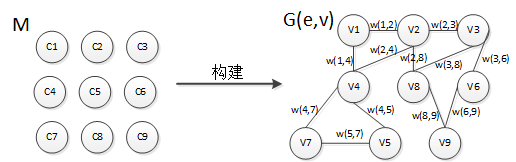 M
G(e,v)
C1 C2 C3
C4 C5 C6
C7 C8 C9
构建
V1 w(1,2) V2 w(2,3) V3
w(1,4) w(2,4) w(2,8) w(3,8) w(3,6)
V4 V8 V6
w(4,7) w(4,5) w(8,9) w(6,9)
V7 w(5,7) V5 V9